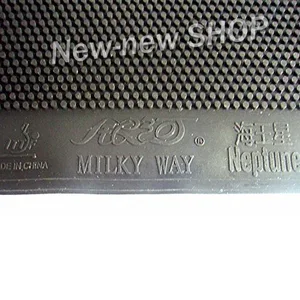 New-new SHOP
ITTF
MADE IN CHINA
®
MILKY WAY
海王星
Neptune